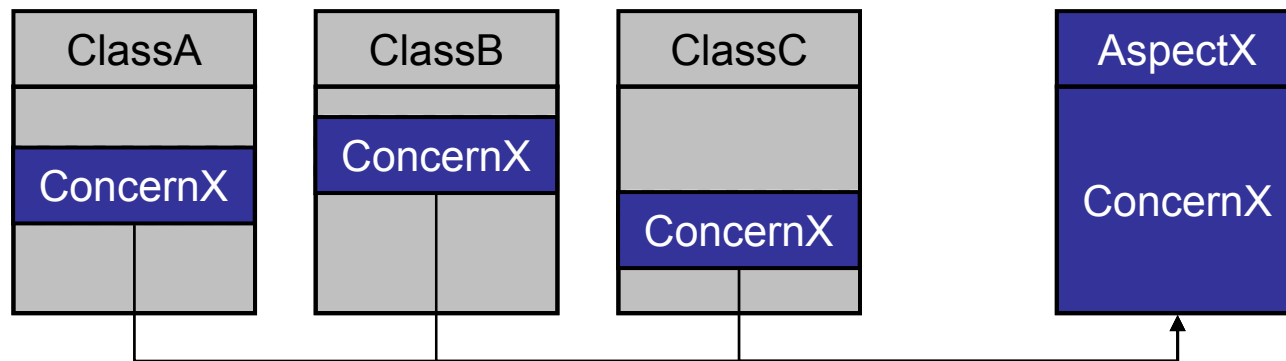 ClassA
ClassB
ClassC
AspectX
ConcernX
ConcernX
ConcernX
ConcernX